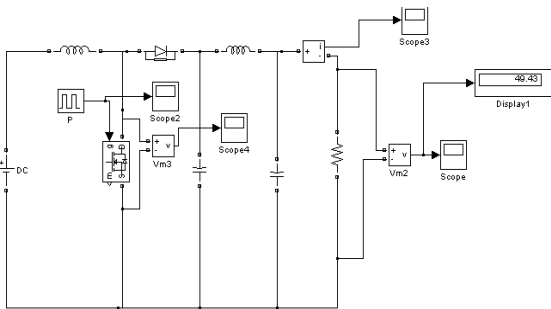 i
Scope3
49.43
Display1
P
Scope2
g
D
Vm3
v
Scope4
DC
E
S
Vm2
v
Scope